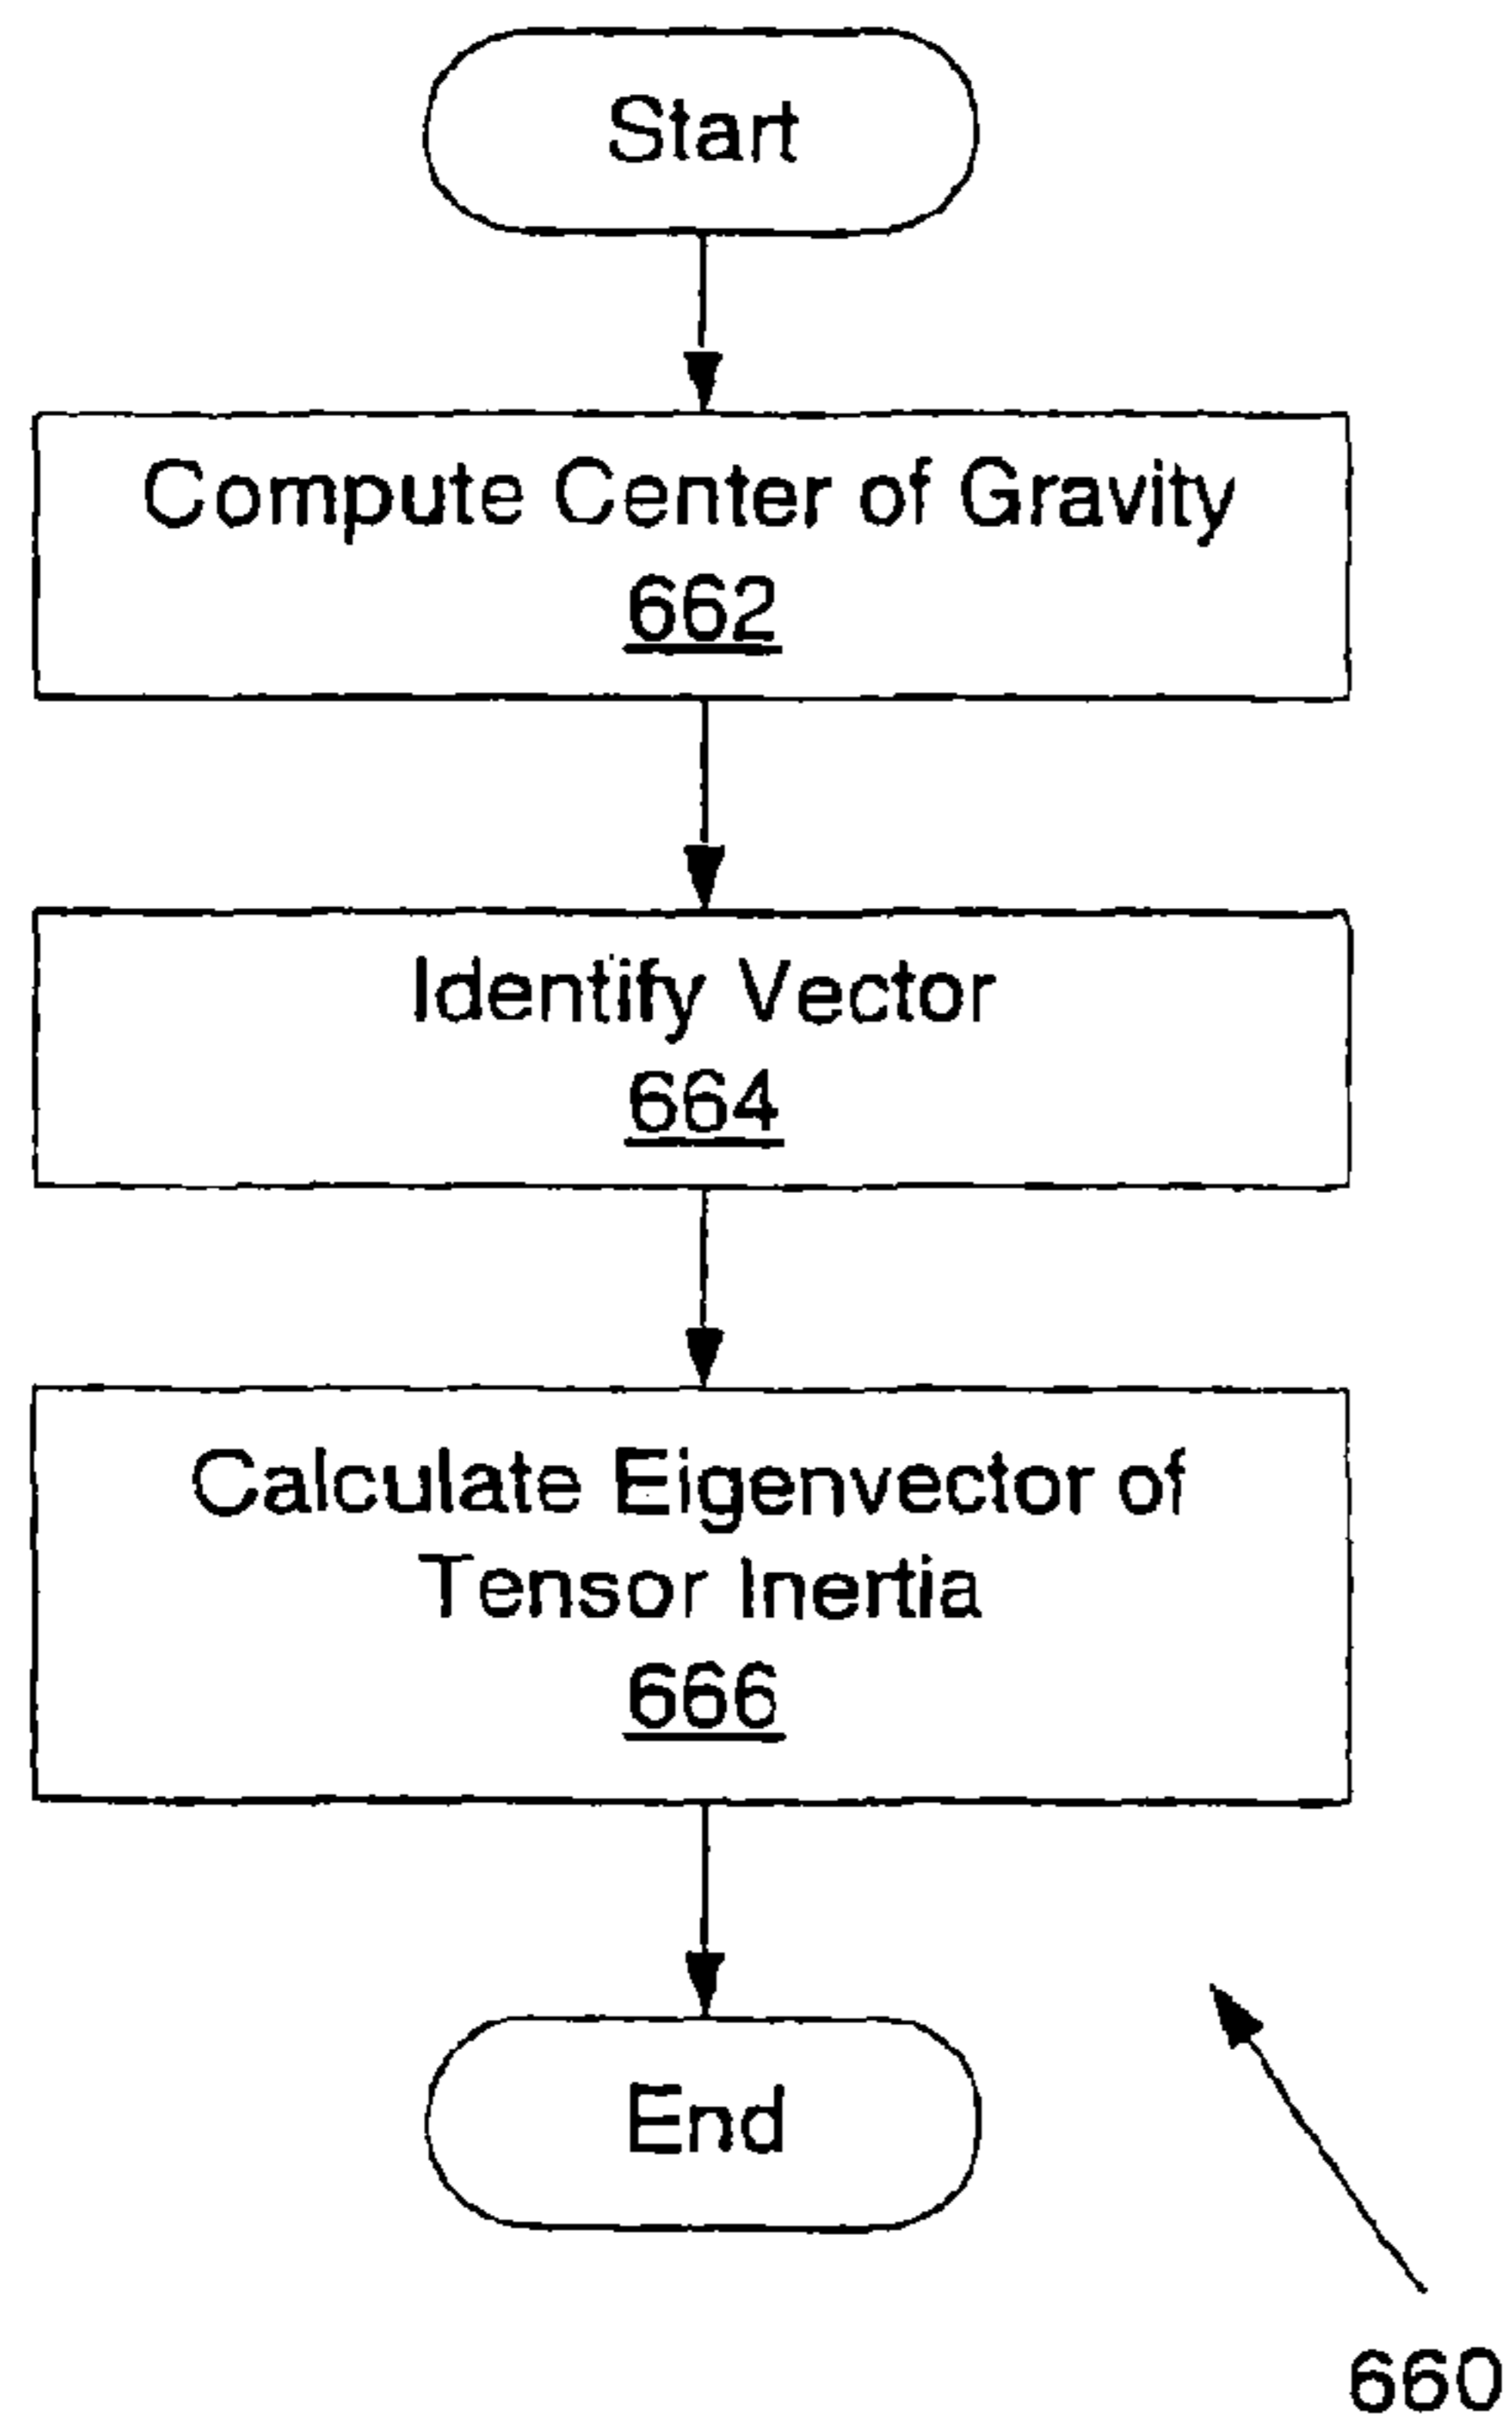 Start
Compute Center of Gravity
662
Identify Vector
664
Calculate Eigenvector of
Tensor Inertia
666
End
660